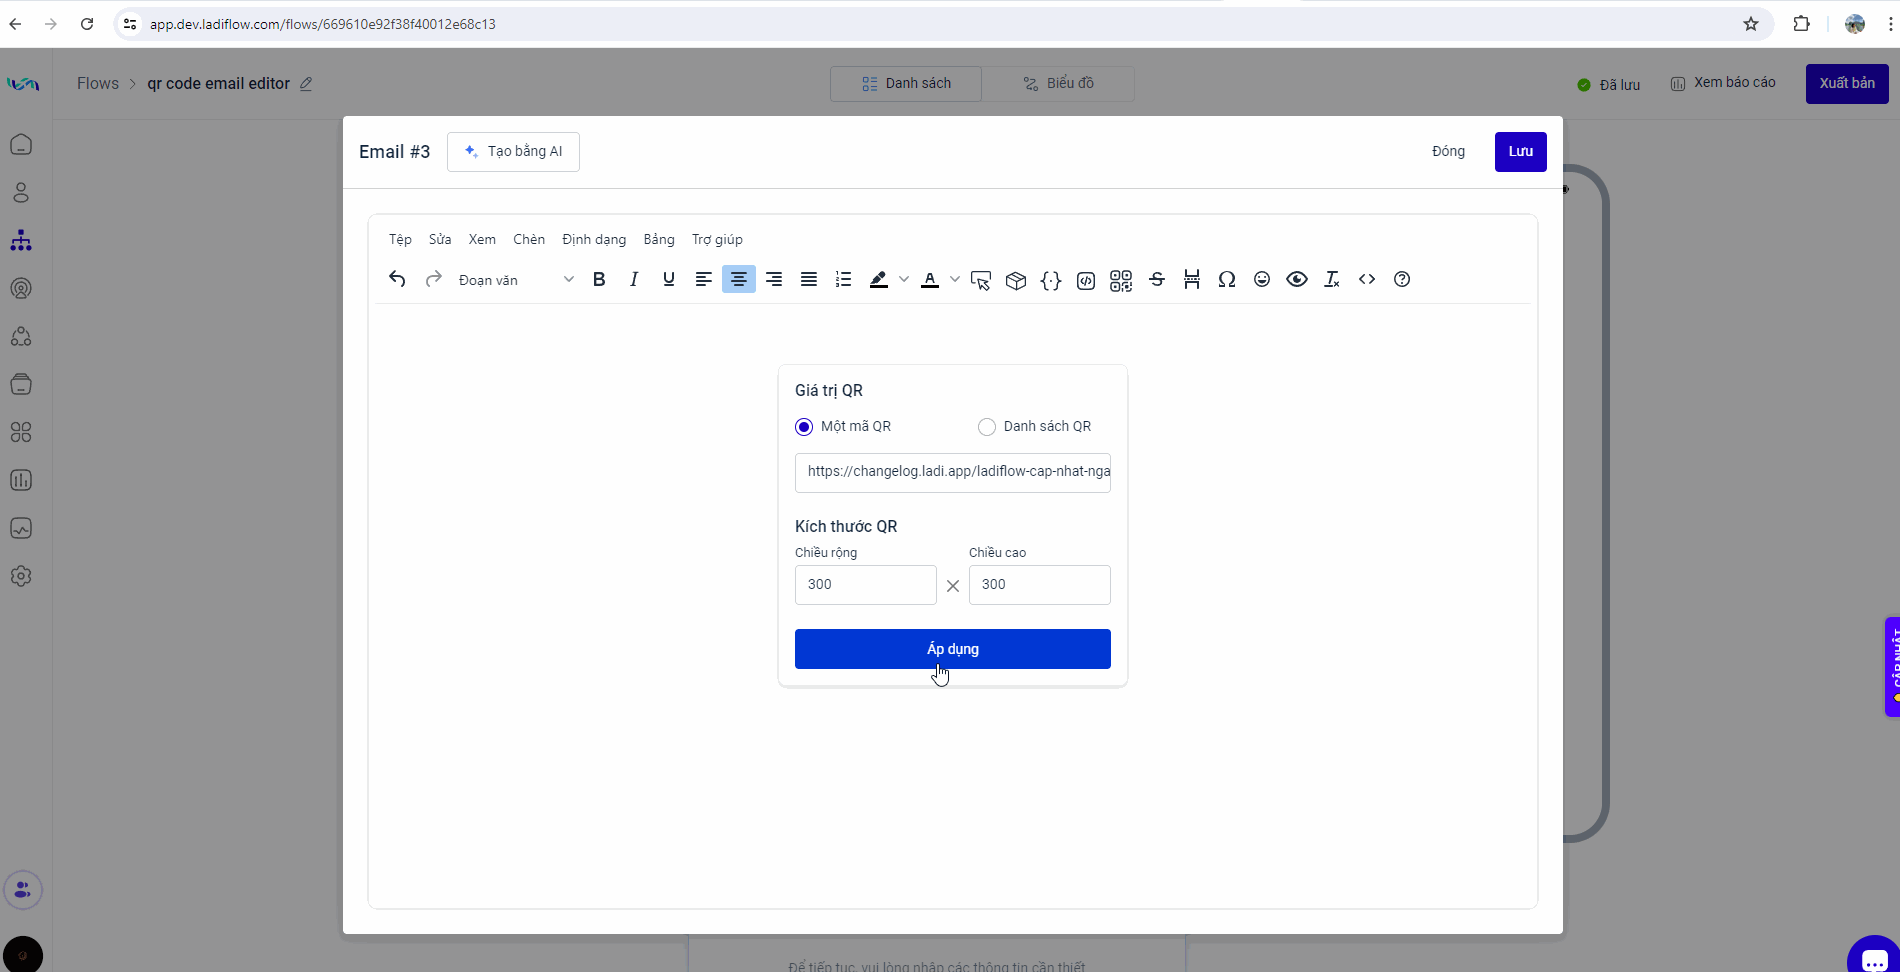 app.dev.ladiflow.com/flows/669610e92f38f40012e68c13
Flows > qr code email editor
Danh sách
Biểu đồ
Đã lưu
Xem báo cáo
Xuất bản
Email #3
Tạo bằng AI
Đóng
Lưu
Tệp Sửa Xem Chèn Định dạng Bảng Trợ giúp
Đoạn văn
Giá trị QR
Một mã QR
Danh sách QR
https://changelog.ladi.app/ladiflow-cap-nhat-nga
Kích thước QR
Chiều rộng
Chiều cao
300
300
Áp dụng
CẬP NHẬT
Để tiếp tục, vui lòng nhập các thông tin cần thiết